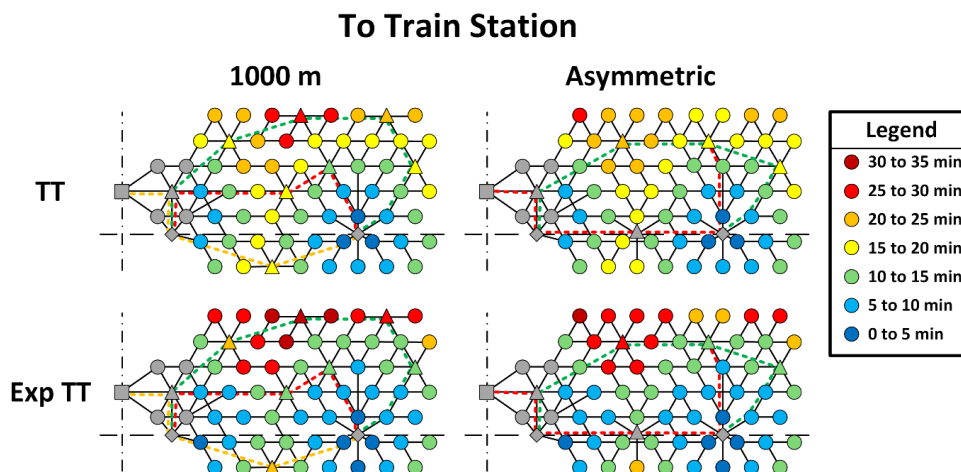 To Train Station
1000 m
Asymmetric
TT
Exp TT
Legend
30 to 35 min
25 to 30 min
20 to 25 min
15 to 20 min
10 to 15 min
5 to 10 min
0 to 5 min